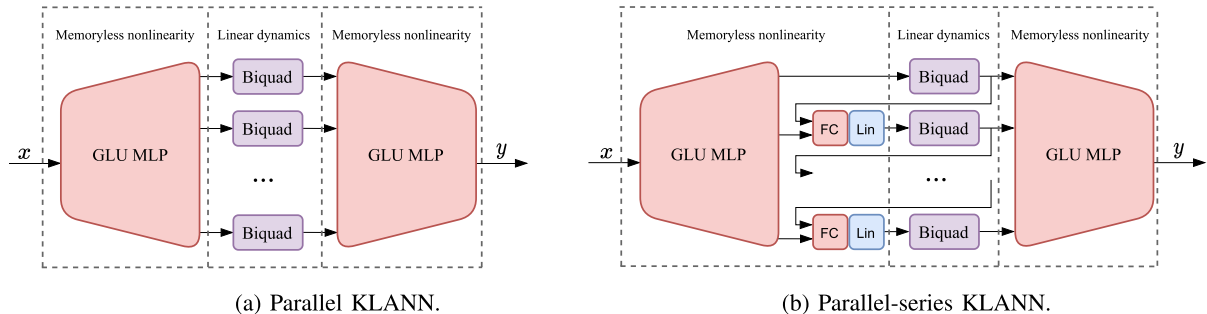 Memoryless nonlinearity
Linear dynamics
Memoryless nonlinearity
x
GLU MLP
Biquad
Biquad
...
Biquad
GLU MLP
y
(a) Parallel KLANN.
Memoryless nonlinearity
Linear dynamics
Memoryless nonlinearity
x
GLU MLP
Biquad
FC
Lin
Biquad
...
FC
Lin
Biquad
GLU MLP
y
(b) Parallel-series KLANN.